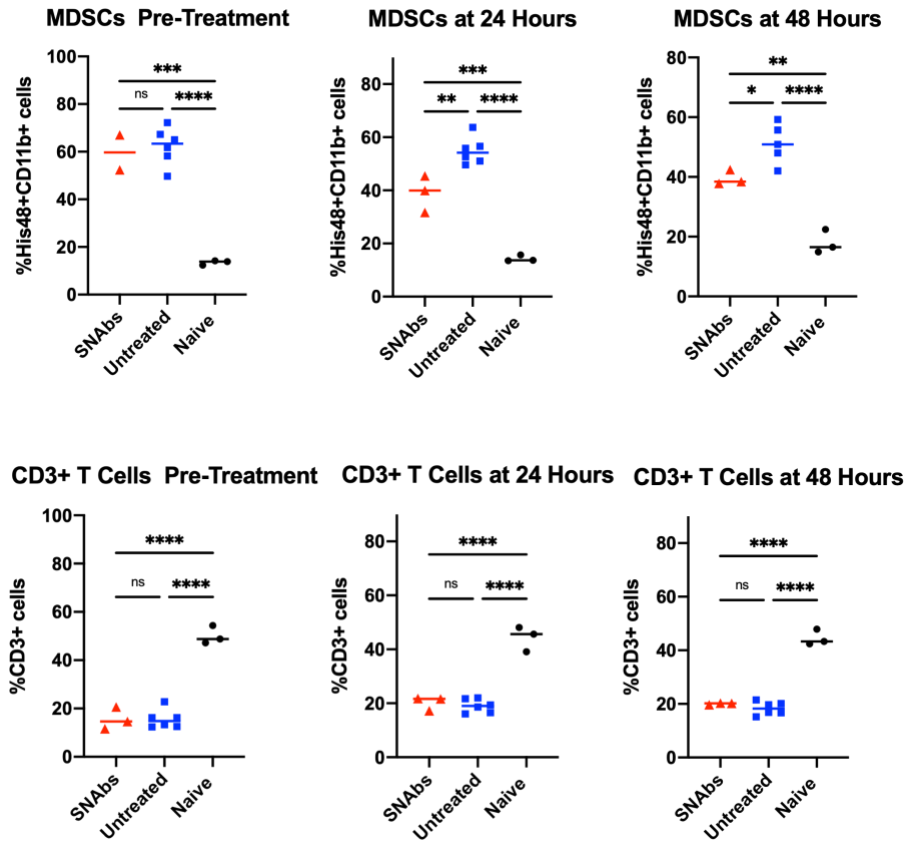 MDSCs Pre-Treatment
%His48+CD11b+ cells
100
80
60
40
20
0
***
ns
****
SNAbs
Untreated
Naive
MDSCs at 24 Hours
%His48+CD11b+ cells
80
60
40
20
0
***
**
****
SNAbs
Untreated
Naive
MDSCs at 48 Hours
%His48+CD11b+ cells
80
60
40
20
0
**
*
****
SNAbs
Untreated
Naive
CD3+ T Cells Pre-Treatment
%CD3+ cells
100
80
60
40
20
0
****
ns
****
SNAbs
Untreated
Naive
CD3+ T Cells at 24 Hours
%CD3+ cells
80
60
40
20
0
****
ns
****
SNAbs
Untreated
Naive
CD3+ T Cells at 48 Hours
%CD3+ cells
80
60
40
20
0
****
ns
****
SNAbs
Untreated
Naive